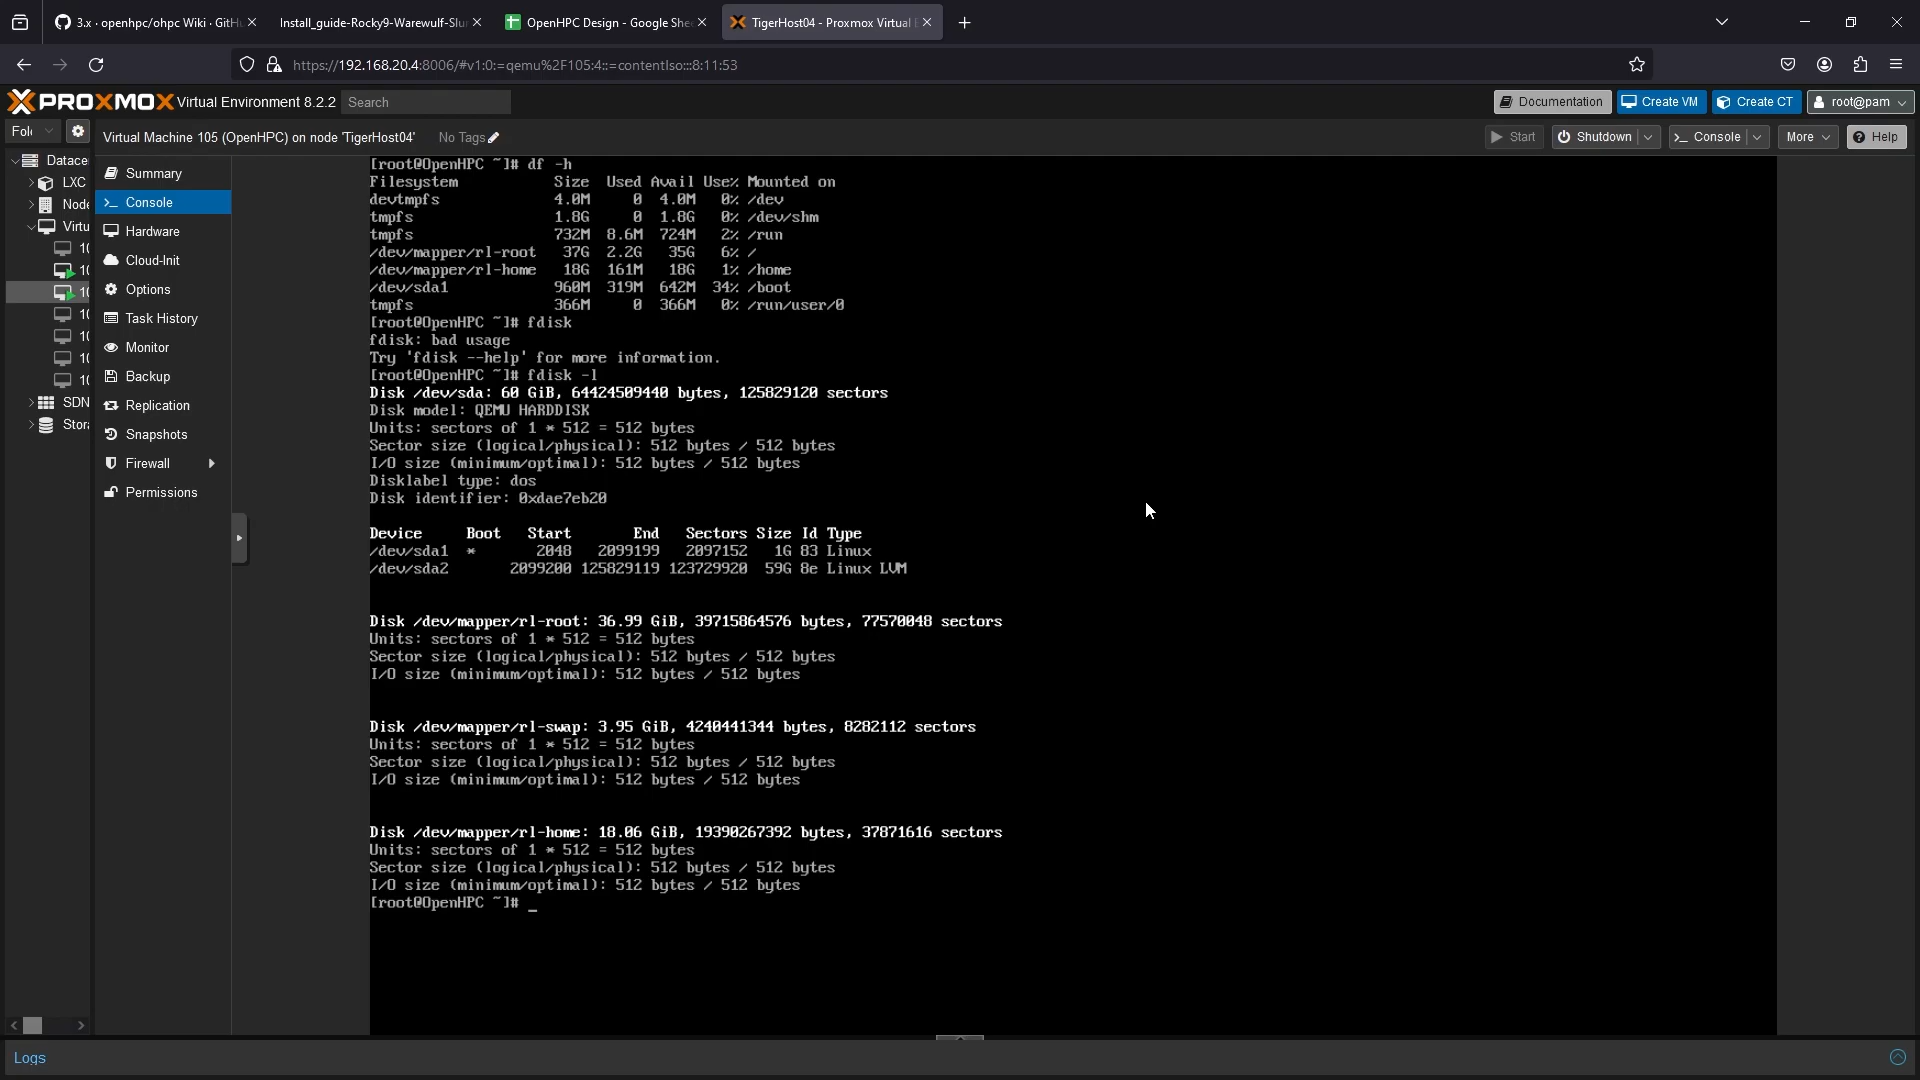 3.x · openhpc/ohpc Wiki · GitH
Install_guide-Rocky9-Warewulf-Slu
OpenHPC Design - Google She
TigerHost04 - Proxmox Virtual
https://192.168.20.4:8006/#v1:0:=qemu%2F105:4::=contentIso:::8:11:53
PROXMOX Virtual Environment 8.2.2
Search
Documentation
Create VM
Create CT
root@pam
Fol
Virtual Machine 105 (OpenHPC) on node 'TigerHost04'
No Tags
Start
Shutdown
Console
More
Help
Datace
LXC
Node
Virtu
10
10
10
10
10
10
10
SDN
Stora
Summary
Console
Hardware
Cloud-Init
Options
Task History
Monitor
Backup
Replication
Snapshots
Firewall
Permissions
[root@OpenHPC ~]# df -h
Filesystem Size Used Avail Use% Mounted on
devtmpfs 4.0M 0 4.0M 0% /dev
tmpfs 1.8G 0 1.8G 0% /dev/shm
tmpfs 732M 8.6M 724M 2% /run
/dev/mapper/rl-root 37G 2.2G 35G 6% /
/dev/mapper/rl-home 18G 161M 18G 1% /home
/dev/sda1 960M 319M 642M 34% /boot
tmpfs 366M 0 366M 0% /run/user/0
[root@OpenHPC ~]# fdisk
fdisk: bad usage
Try 'fdisk --help' for more information.
[root@OpenHPC ~]# fdisk -l
Disk /dev/sda: 60 GiB, 64424509440 bytes, 125829120 sectors
Disk model: QEMU HARDDISK
Units: sectors of 1 * 512 = 512 bytes
Sector size (logical/physical): 512 bytes / 512 bytes
I/O size (minimum/optimal): 512 bytes / 512 bytes
Disklabel type: dos
Disk identifier: 0xdae7eb20
Device Boot Start End Sectors Size Id Type
/dev/sda1 * 2048 2099199 2097152 1G 83 Linux
/dev/sda2 2099200 125829119 123729920 59G 8e Linux LVM
Disk /dev/mapper/rl-root: 36.99 GiB, 39715864576 bytes, 77570048 sectors
Units: sectors of 1 * 512 = 512 bytes
Sector size (logical/physical): 512 bytes / 512 bytes
I/O size (minimum/optimal): 512 bytes / 512 bytes
Disk /dev/mapper/rl-swap: 3.95 GiB, 4240441344 bytes, 8282112 sectors
Units: sectors of 1 * 512 = 512 bytes
Sector size (logical/physical): 512 bytes / 512 bytes
I/O size (minimum/optimal): 512 bytes / 512 bytes
Disk /dev/mapper/rl-home: 18.06 GiB, 19390267392 bytes, 37871616 sectors
Units: sectors of 1 * 512 = 512 bytes
Sector size (logical/physical): 512 bytes / 512 bytes
I/O size (minimum/optimal): 512 bytes / 512 bytes
[root@OpenHPC ~]# _
Logs